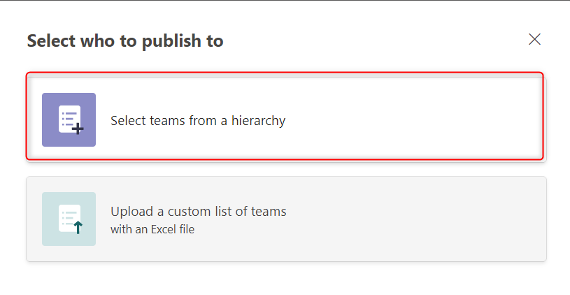 Select who to publish to
Select teams from a hierarchy
Upload a custom list of teams
with an Excel file